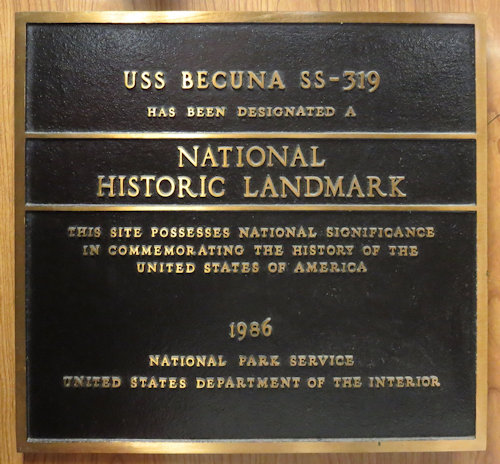 USS BECUNA SS-319
HAS BEEN DESIGNATED A
NATIONAL
HISTORIC LANDMARK
THIS SITE POSSESSES NATIONAL SIGNIFICANCE
IN COMMEMORATING THE HISTORY OF THE
UNITED STATES OF AMERICA
1986
NATIONAL PARK SERVICE
UNITED STATES DEPARTMENT OF THE INTERIOR